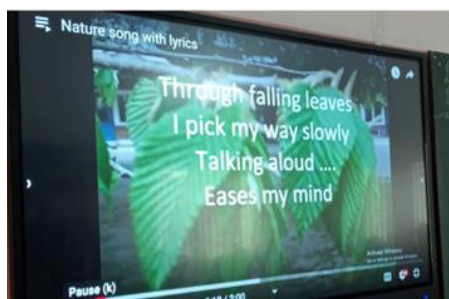 Nature song with lyrics
Through falling leaves
I pick my way slowly
Talking aloud ....
Eases my mind
Activate Windows
Pause (k)